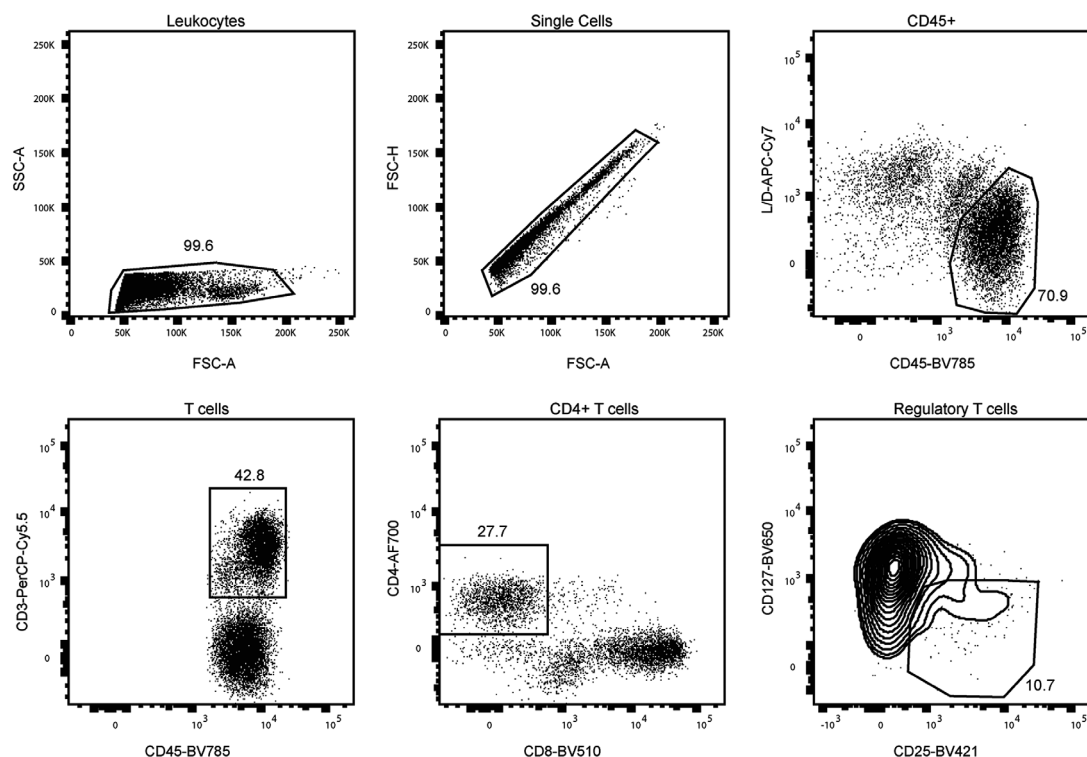 Leukocytes
250K
200K
150K
100K
50K
0
SSC-A
99.6
0
50K
100K
150K
200K
250K
FSC-A
Single Cells
250K
200K
150K
100K
50K
0
FSC-H
99.6
0
50K
100K
150K
200K
250K
FSC-A
CD45+
10^5
10^4
10^3
0
L/D-APC-Cy7
70.9
0
10^3
10^4
10^5
CD45-BV785
T cells
10^5
10^4
10^3
0
CD3-PerCP-Cy5.5
42.8
0
10^3
10^4
10^5
CD45-BV785
CD4+ T cells
10^5
10^4
10^3
0
CD4-AF700
27.7
0
10^3
10^4
10^5
CD8-BV510
Regulatory T cells
10^5
10^4
10^3
0
CD127-BV650
10.7
-10^3
0
10^3
10^4
10^5
CD25-BV421